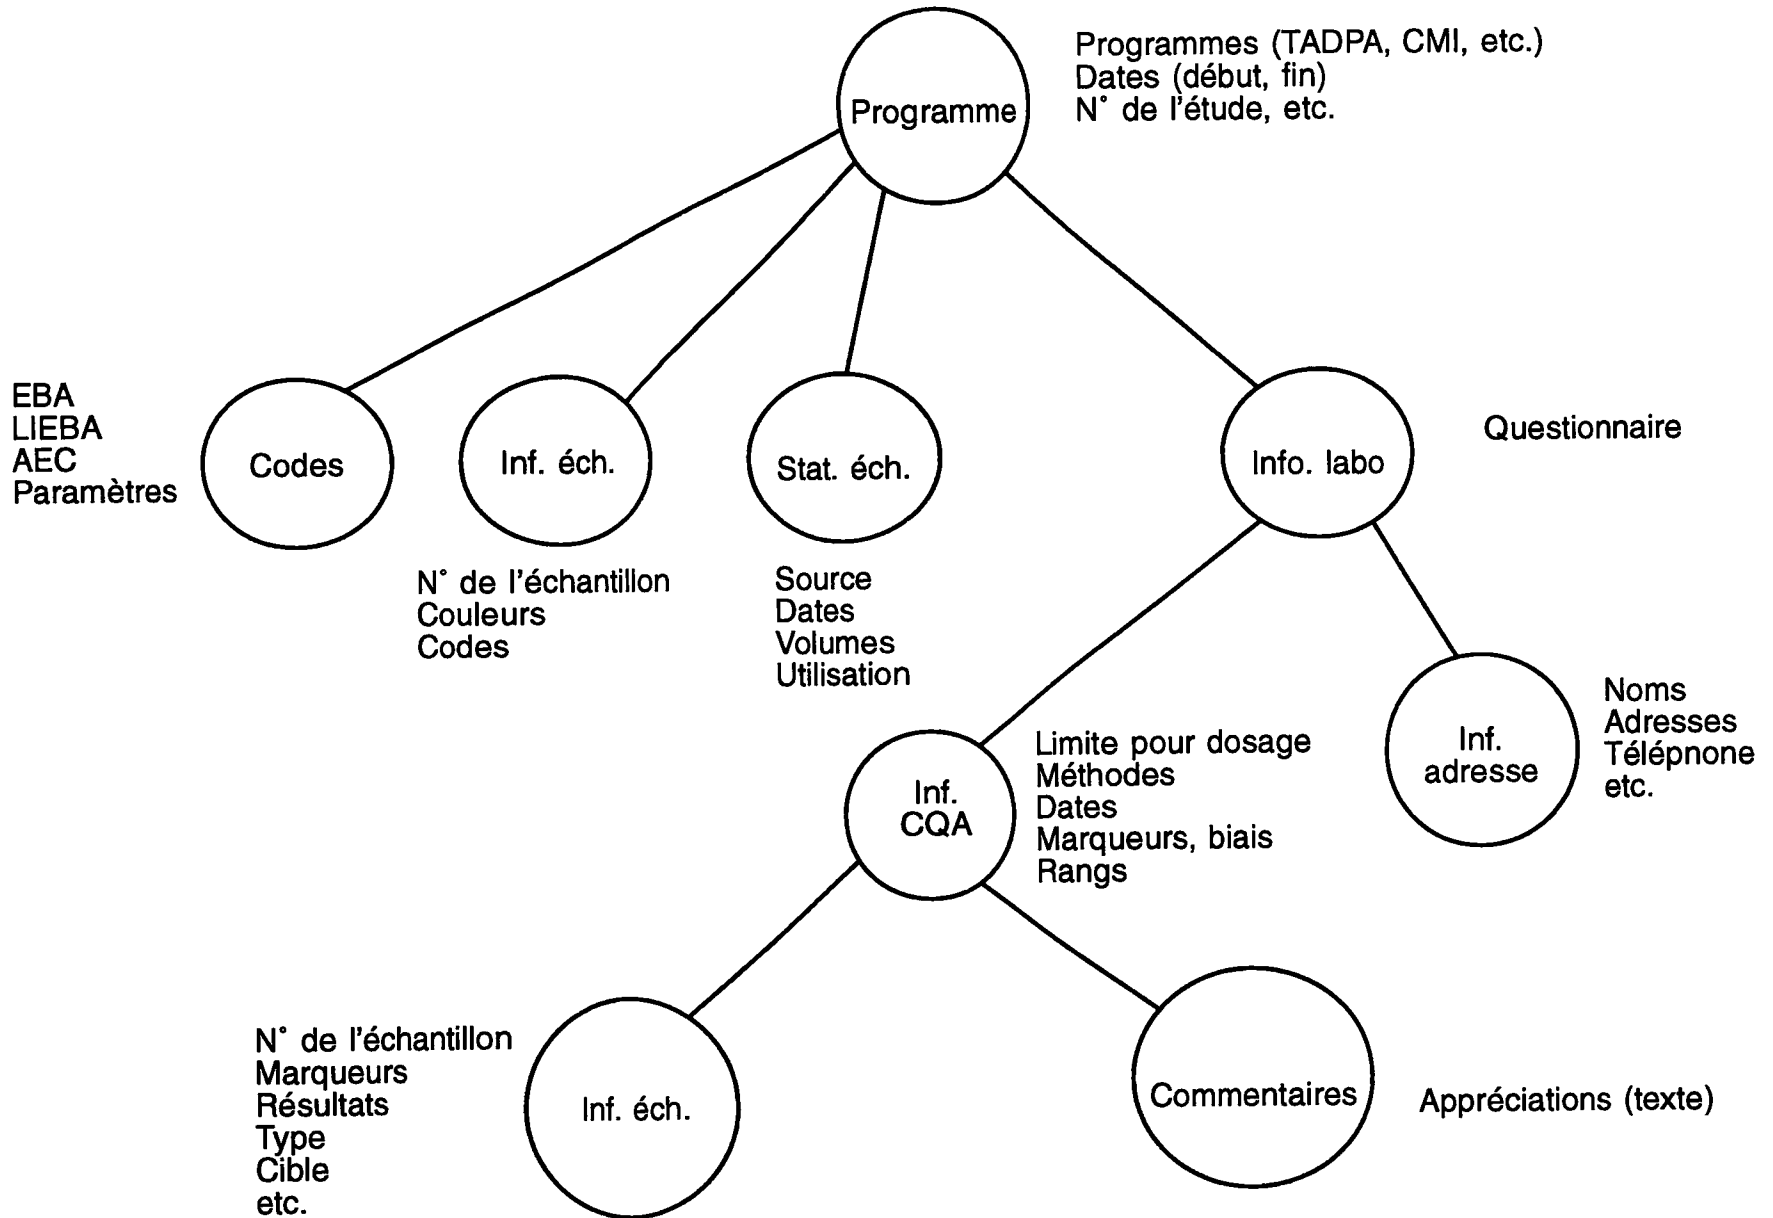 Programme
Programmes (TADPA, CMI, etc.)
Dates (début, fin)
N° de l'étude, etc.
EBA
LIEBA
AEC
Paramètres
Codes
Inf. éch.
N° de l'échantillon
Couleurs
Codes
Stat. éch.
Source
Dates
Volumes
Utilisation
Info. labo
Questionnaire
Inf.
CQA
Limite pour dosage
Méthodes
Dates
Marqueurs, biais
Rangs
Inf.
adresse
Noms
Adresses
Télépnone
etc.
N° de l'échantillon
Marqueurs
Résultats
Type
Cible
etc.
Inf. éch.
Commentaires
Appréciations (texte)